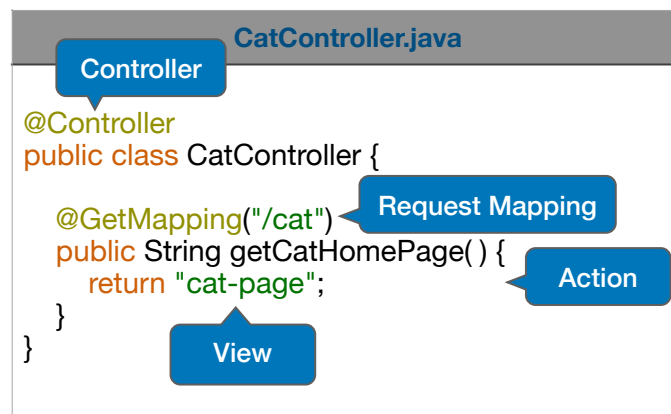 CatController.java
Controller
@Controller
public class CatController {
@GetMapping("/cat")
Request Mapping
public String getCatHomePage( ) {
return "cat-page";
Action
}
View
}